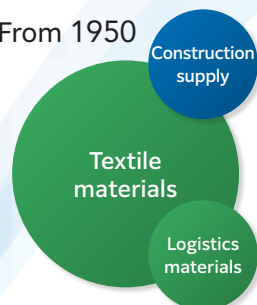 From 1950
Construction
supply
Textile
materials
Logistics
materials